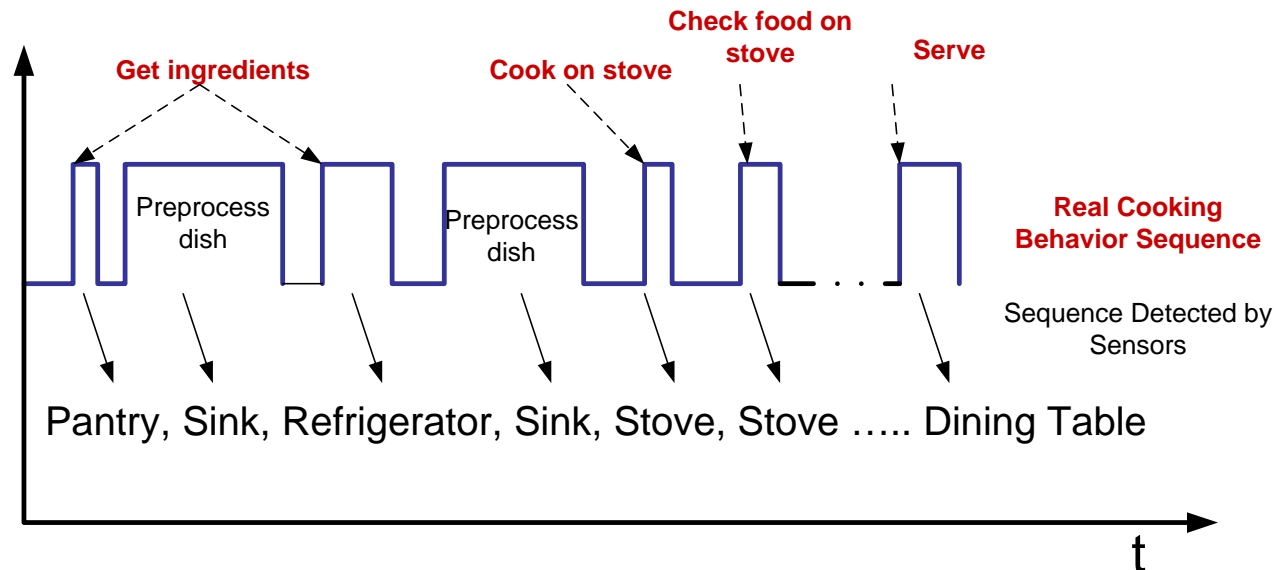 Check food on
stove
Serve
Get ingredients
Cook on stove
Preprocess
dish
Preprocess
dish
Real Cooking
Behavior Sequence
Sequence Detected by
Sensors
Pantry, Sink, Refrigerator, Sink, Stove, Stove ….. Dining Table
t